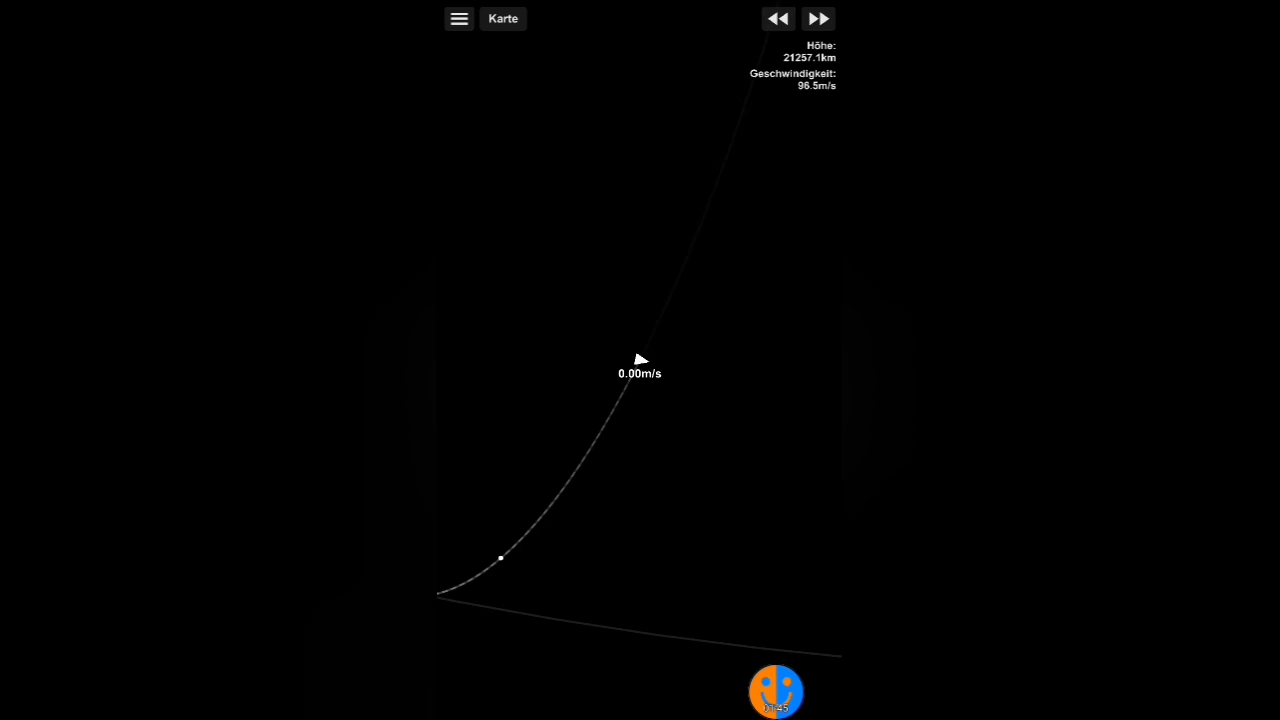 Karte
Höhe:
21257.1km
Geschwindigkeit:
96.5m/s
0.00m/s